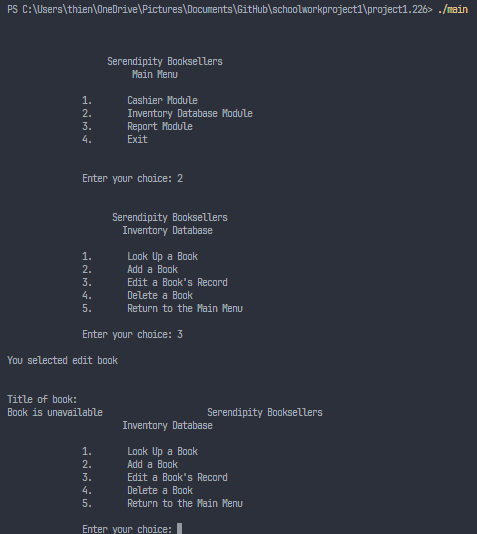 PS C:\Users\thien\OneDrive\Pictures\Documents\GitHub\schoolworkproject1\project1.226> ./main
Serendipity Booksellers
Main Menu
1. Cashier Module
2. Inventory Database Module
3. Report Module
4. Exit
Enter your choice: 2
Serendipity Booksellers
Inventory Database
1. Look Up a Book
2. Add a Book
3. Edit a Book's Record
4. Delete a Book
5. Return to the Main Menu
Enter your choice: 3
You selected edit book
Title of book:
Book is unavailable Serendipity Booksellers
Inventory Database
1. Look Up a Book
2. Add a Book
3. Edit a Book's Record
4. Delete a Book
5. Return to the Main Menu
Enter your choice: